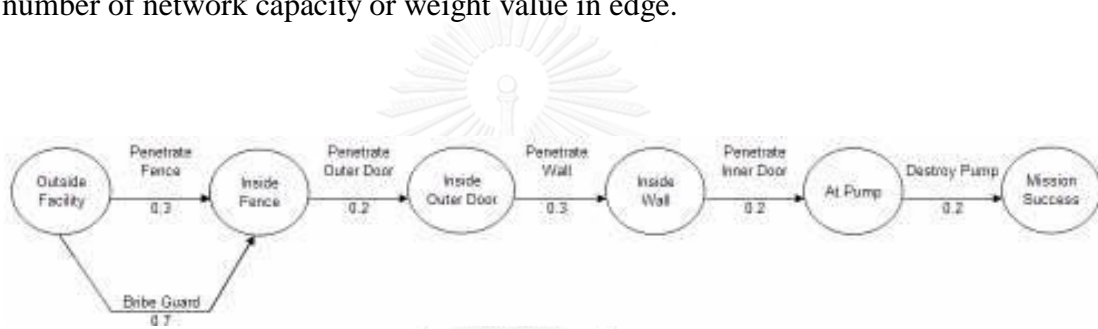 number of network capacity or weight value in edge.
Outside
Facility
Penetrate
Fence
0.3
Inside
Fence
Penetrate
Outer Door
0.2
Inside
Outer Door
Penetrate
Wall
0.3
Inside
Wall
Penetrate
Inner Door
0.2
At Pump
Destroy Pump
0.2
Mission
Success
Bribe Guard
0.7